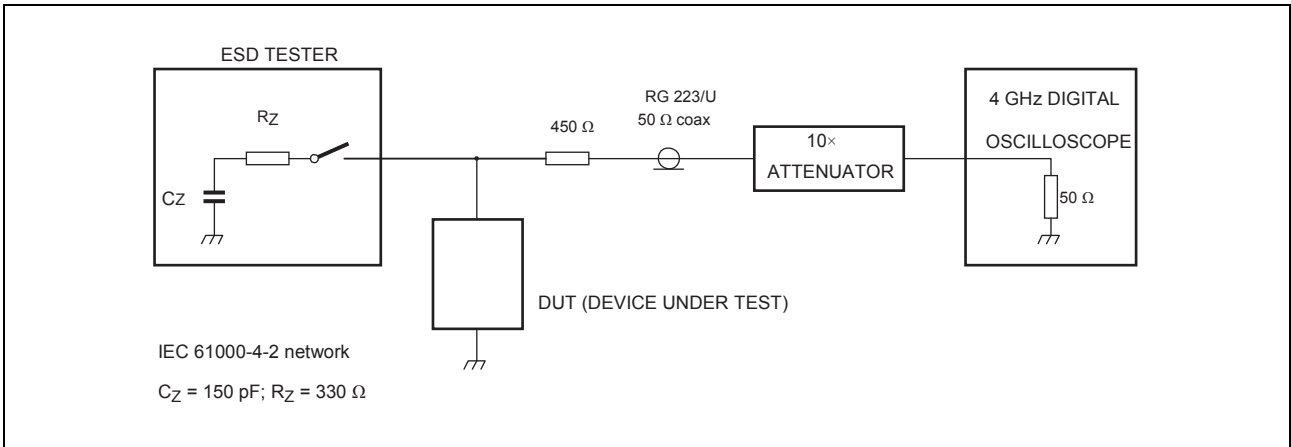 ESD TESTER
RZ
CZ
450 Ω
RG 223/U
50 Ω coax
10×
ATTENUATOR
4 GHz DIGITAL
OSCILLOSCOPE
50 Ω
DUT (DEVICE UNDER TEST)
IEC 61000-4-2 network
CZ = 150 pF; RZ = 330 Ω